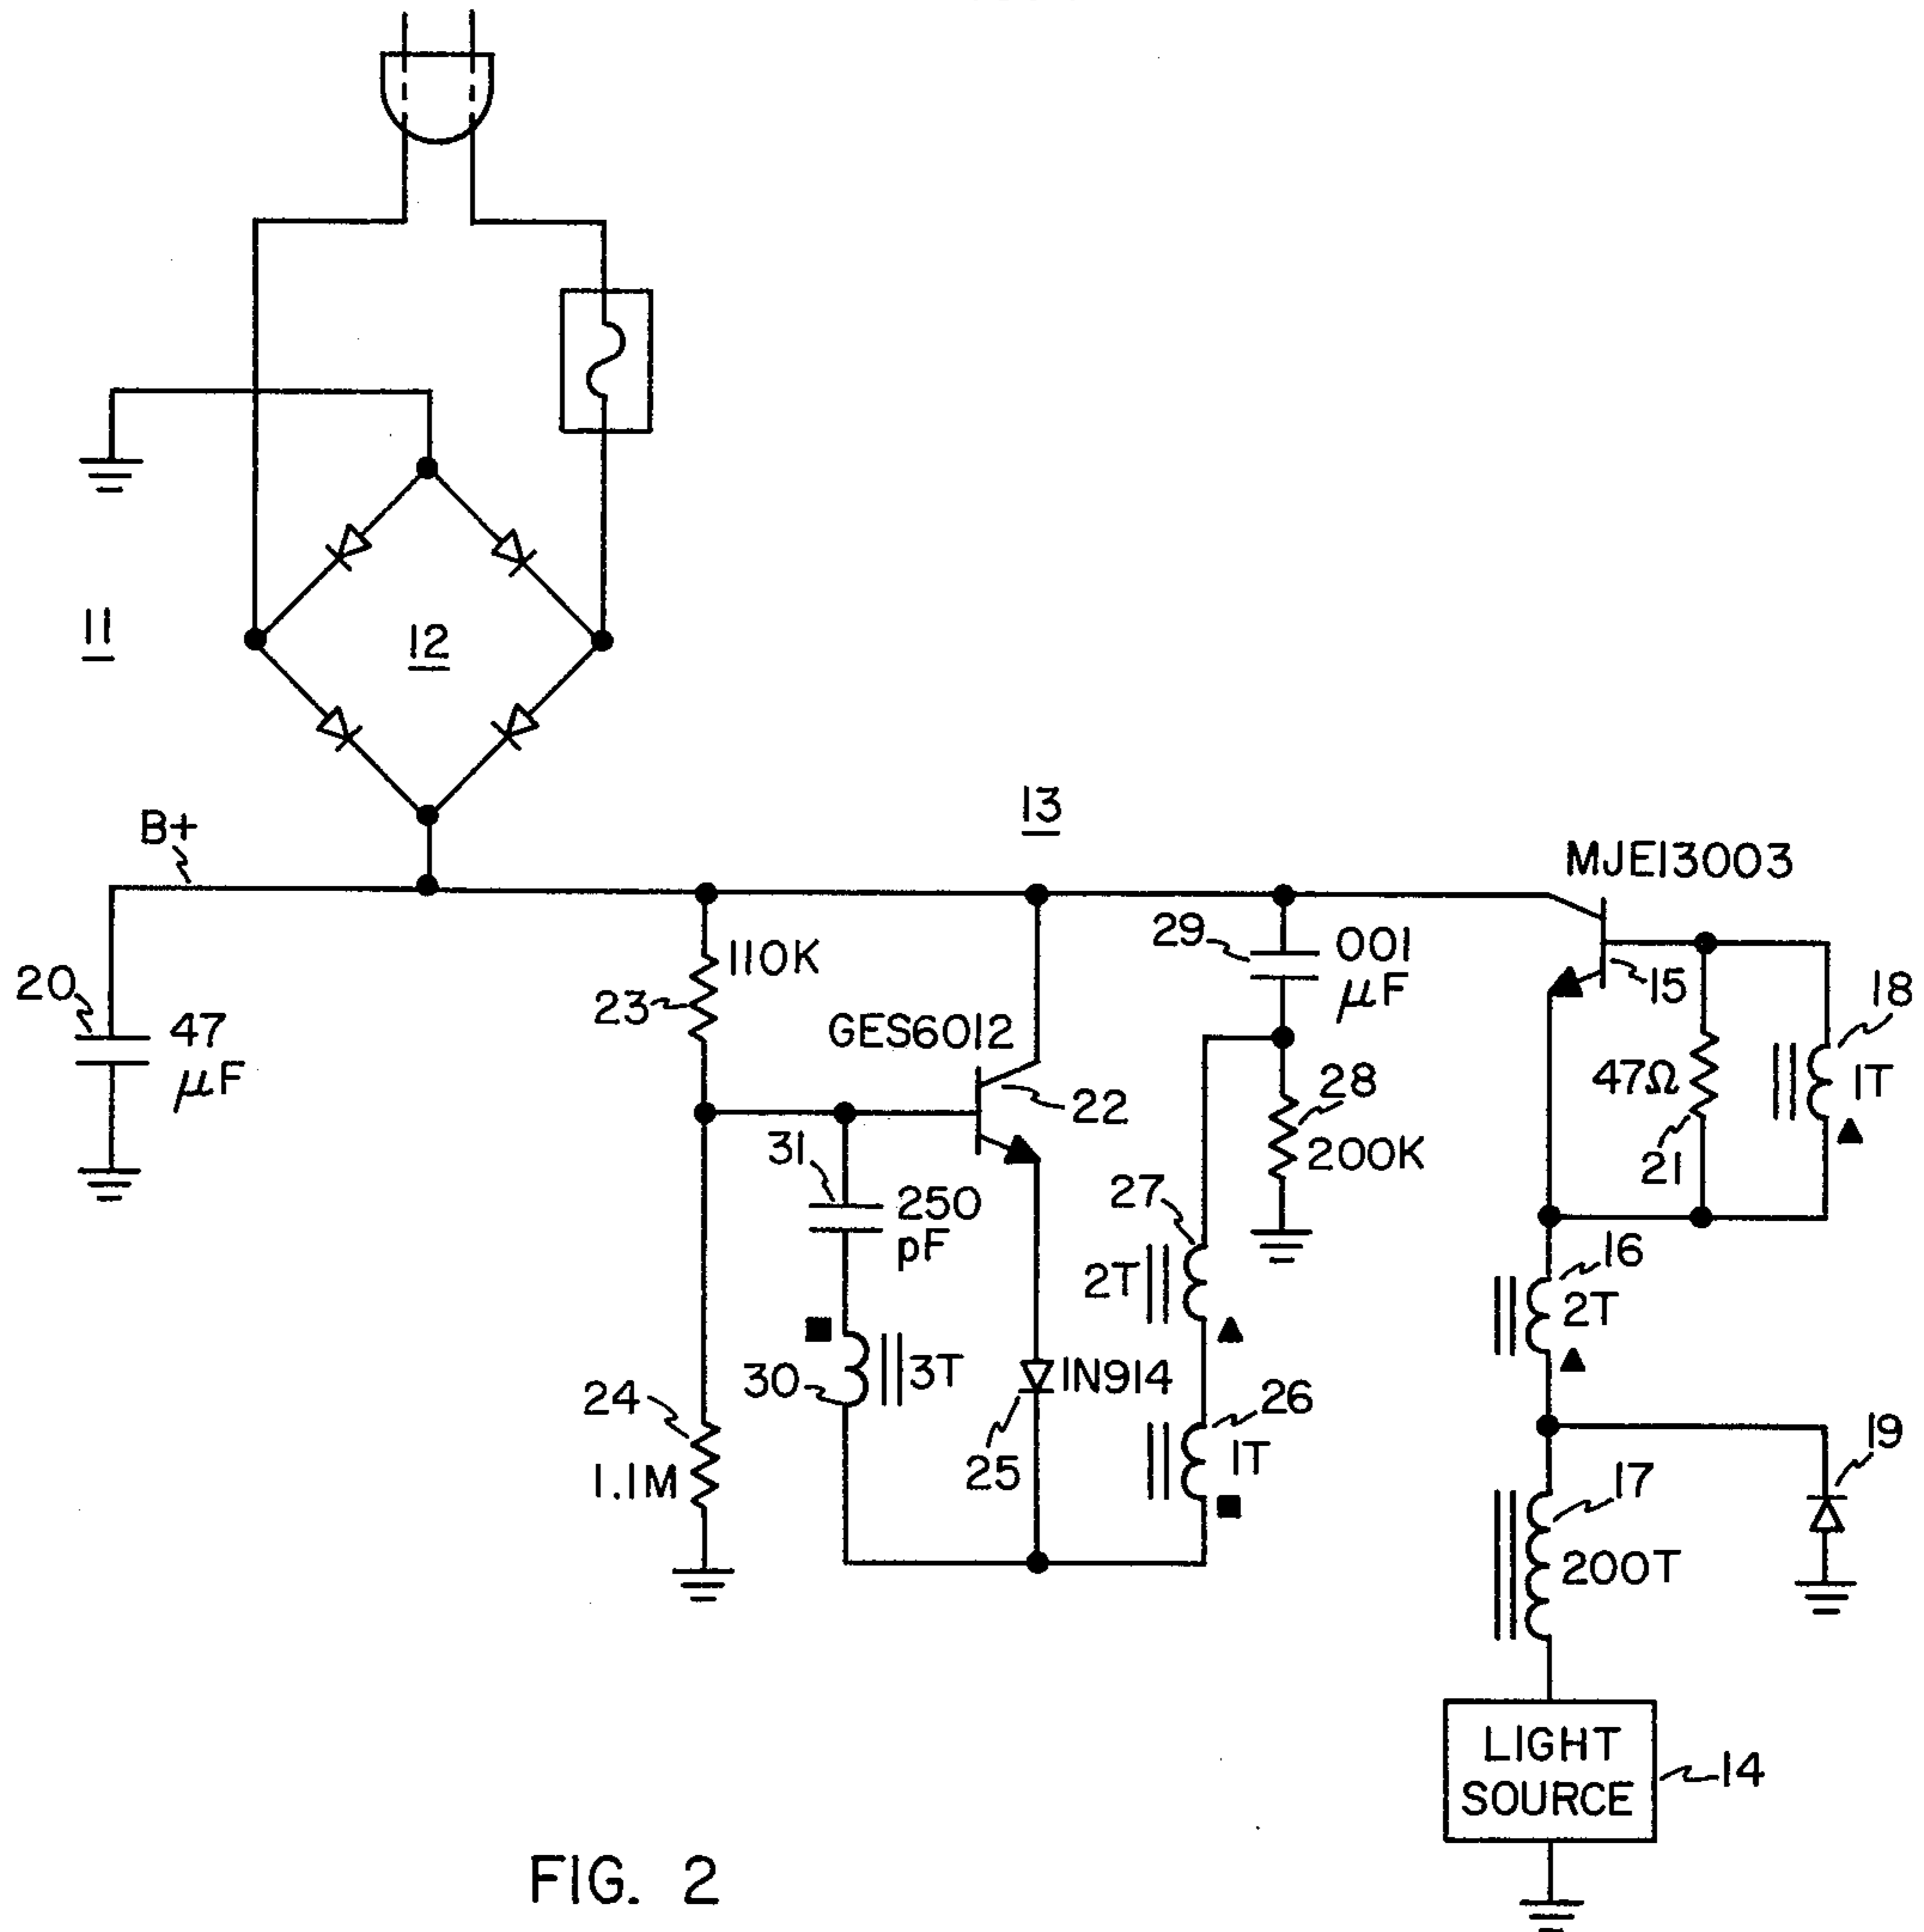 11
12
B+
13
MJE13003
20
47
μF
23
110K
GES6012
22
29
001
μF
15
18
47Ω
1T
21
28
200K
31
250
pF
27
2T
16
2T
30
3T
1N914
25
26
1T
24
1.1M
17
200T
19
LIGHT
SOURCE
14
FIG. 2